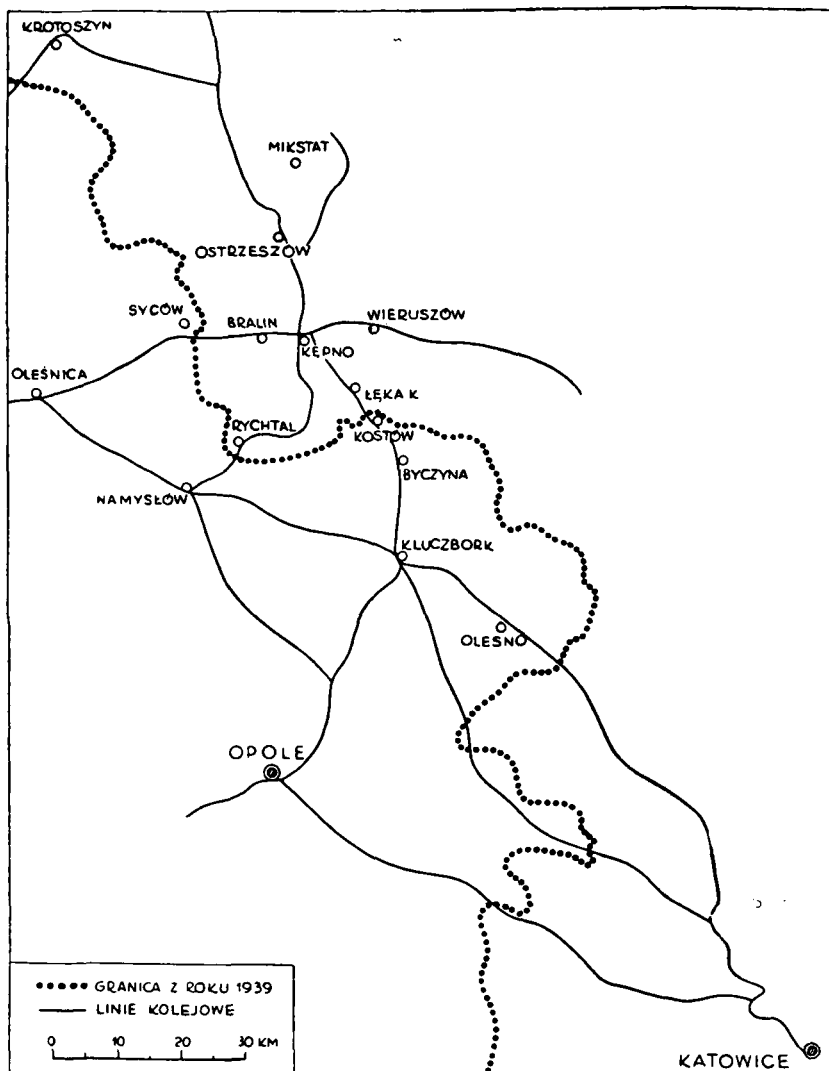 KROTOSZYN
MIKSTAT
OSTRZESZÓW
SYCÓW
BRALIN
WIERUSZÓW
KĘPNO
OLEŚNICA
ŁĘKA K
RYCHTAL
KOSTÓW
BYCZYNA
NAMYSŁÓW
KLUCZBORK
OLESNO
OPOLE
GRANICA Z ROKU 1939
LINIE KOLEJOWE
0 10 20 30 KM
KATOWICE